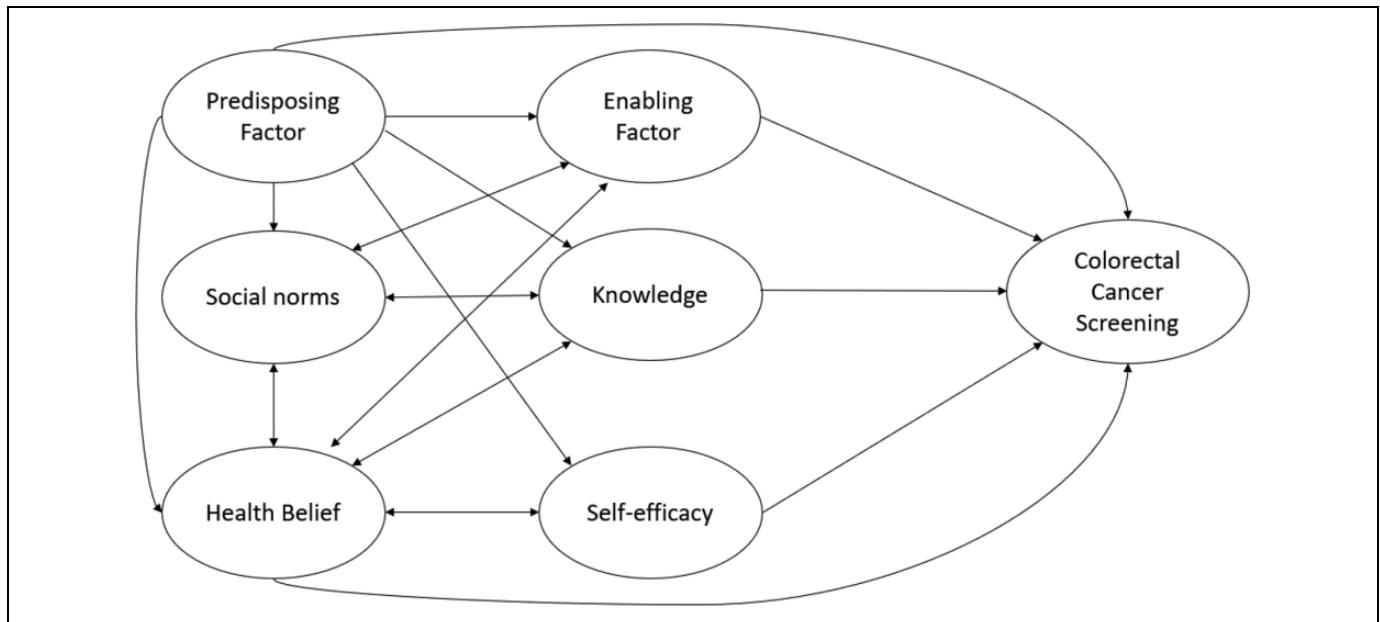 Predisposing
Factor
Enabling
Factor
Social norms
Knowledge
Colorectal
Cancer
Screening
Health Belief
Self-efficacy